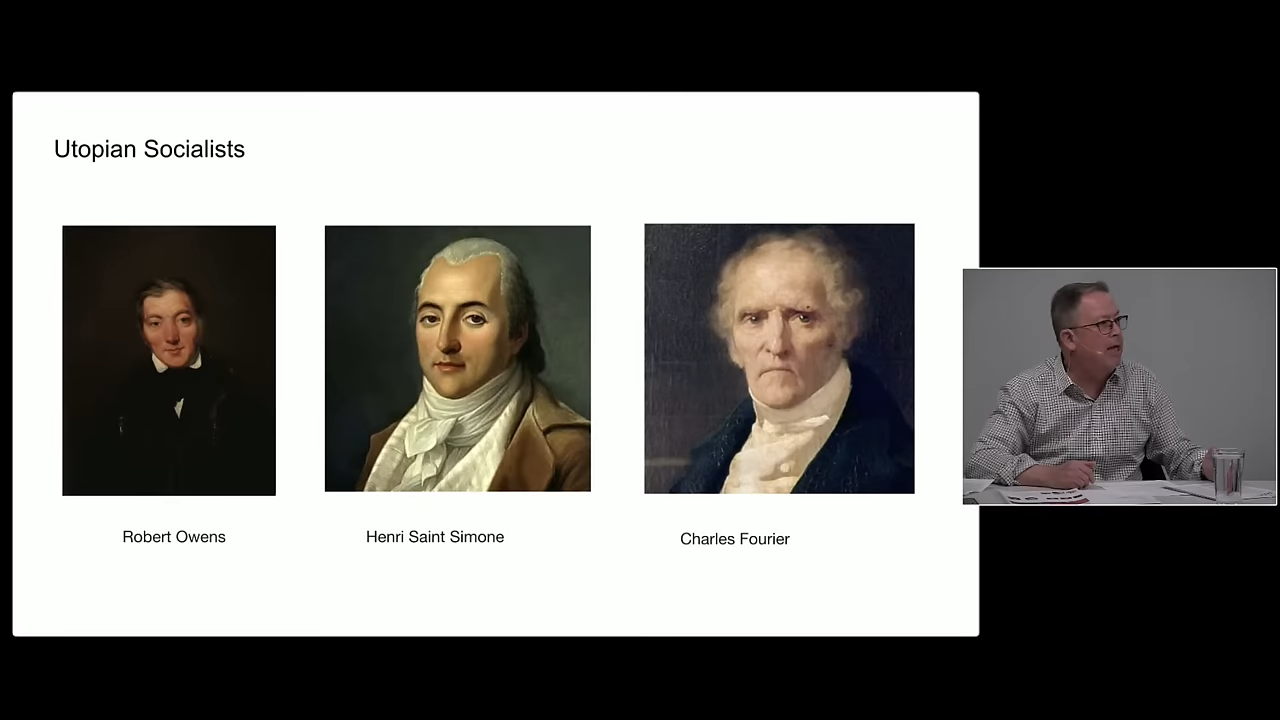 Utopian Socialists
Robert Owens
Henri Saint Simone
Charles Fourier